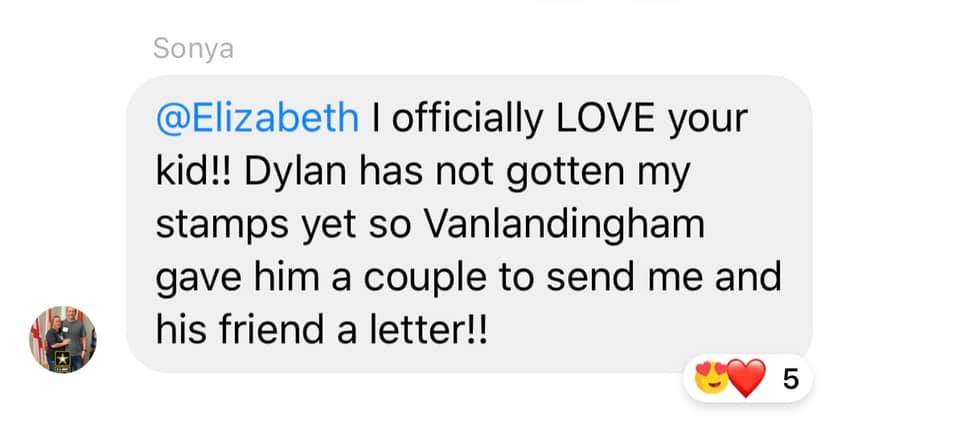 Sonya
@Elizabeth I officially LOVE your
kid!! Dylan has not gotten my
stamps yet so Vanlandingham
gave him a couple to send me and
his friend a letter!!
5